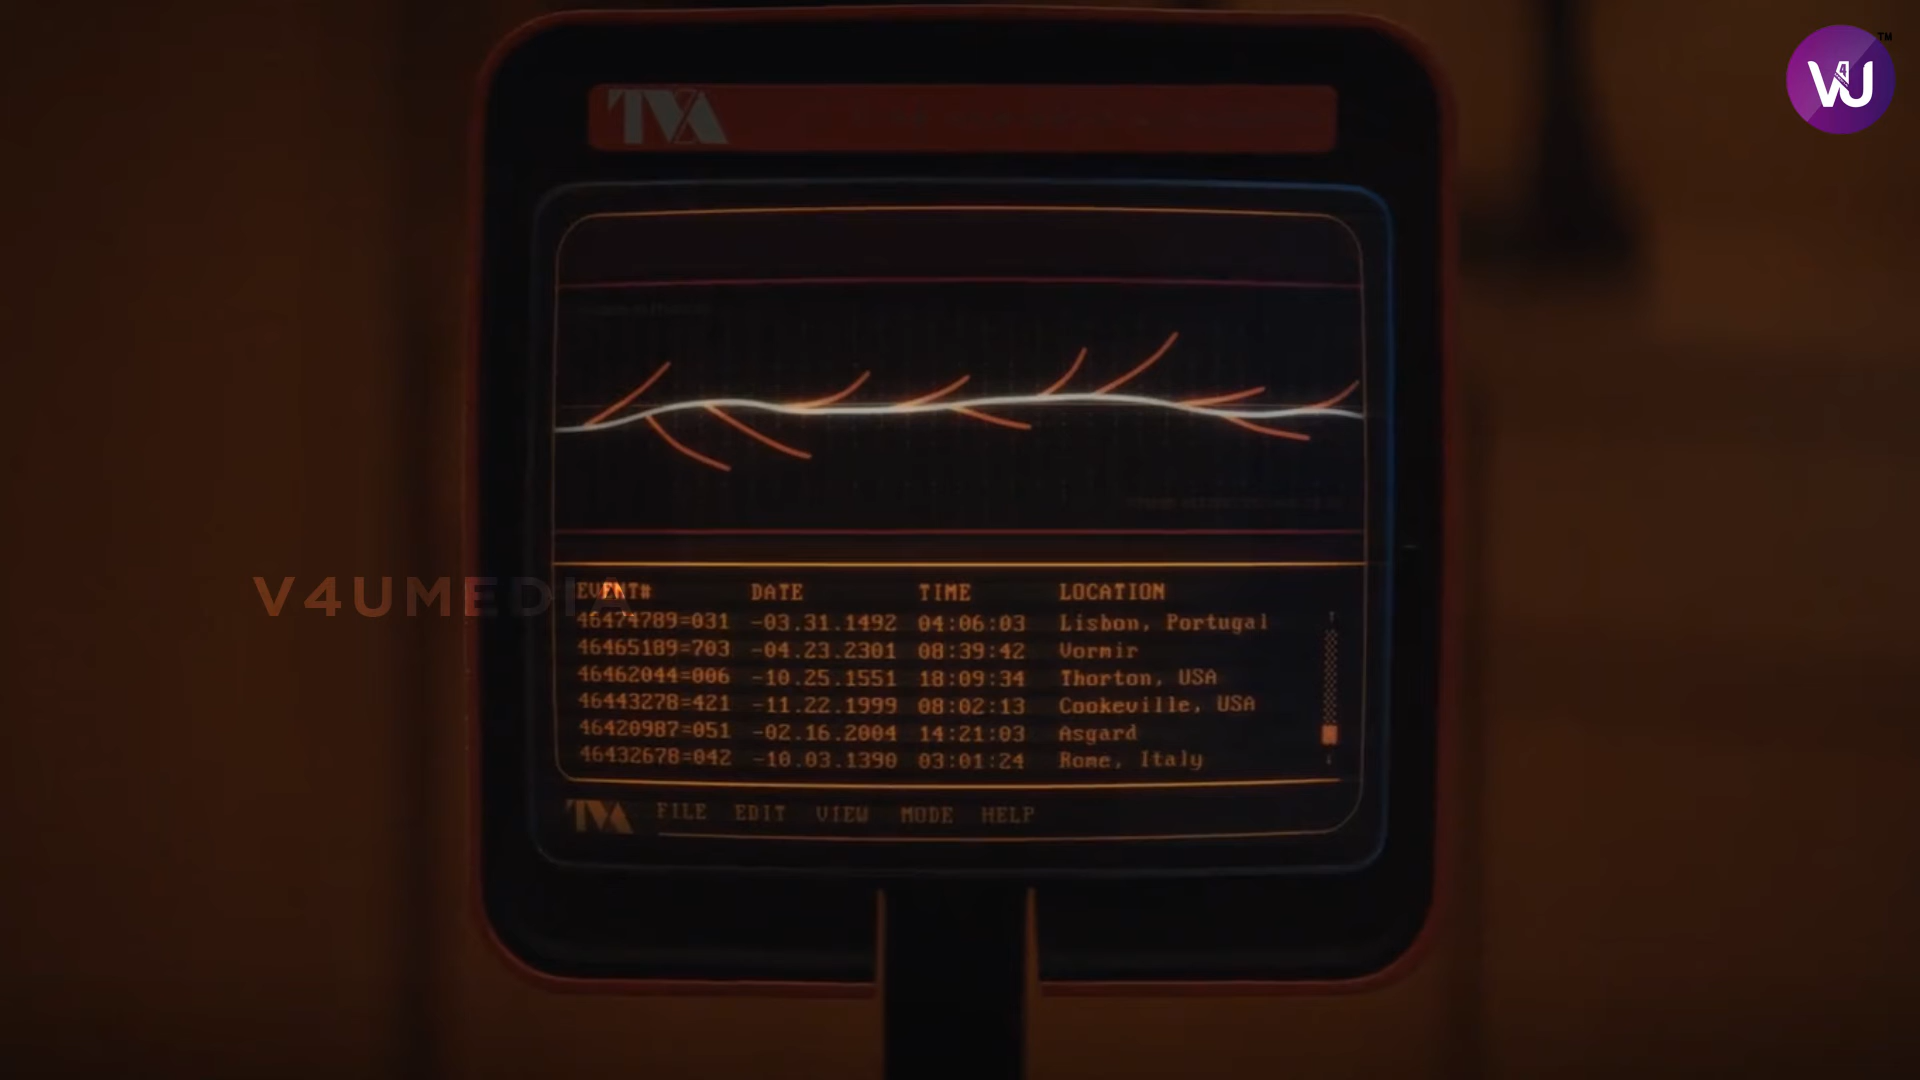 TVA
V4U
TM
EVENT# DATE TIME LOCATION
46474789=031 -03.31.1492 04:06:03 Lisbon, Portugal
46465189=703 -04.23.2301 08:39:42 Vormir
46462044=006 -10.25.1551 18:09:34 Thorton, USA
46443278=421 -11.22.1999 08:02:13 Cookeville, USA
46420987=051 -02.16.2004 14:21:03 Asgard
46432678=042 -10.03.1390 03:01:24 Rome, Italy
V4UMEDIA
TVA FILE EDIT VIEW MODE HELP